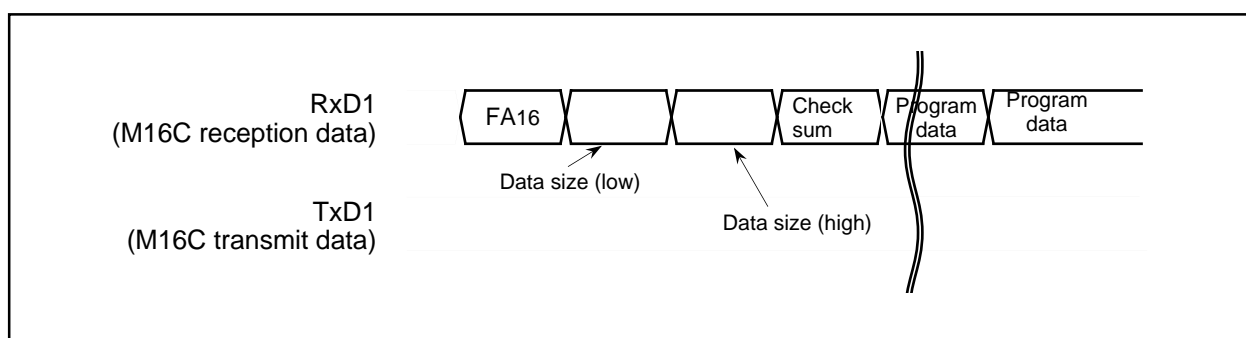 RxD1
(M16C reception data)
FA16
Check
sum
Program
data
Program
data
Data size (low)
Data size (high)
TxD1
(M16C transmit data)